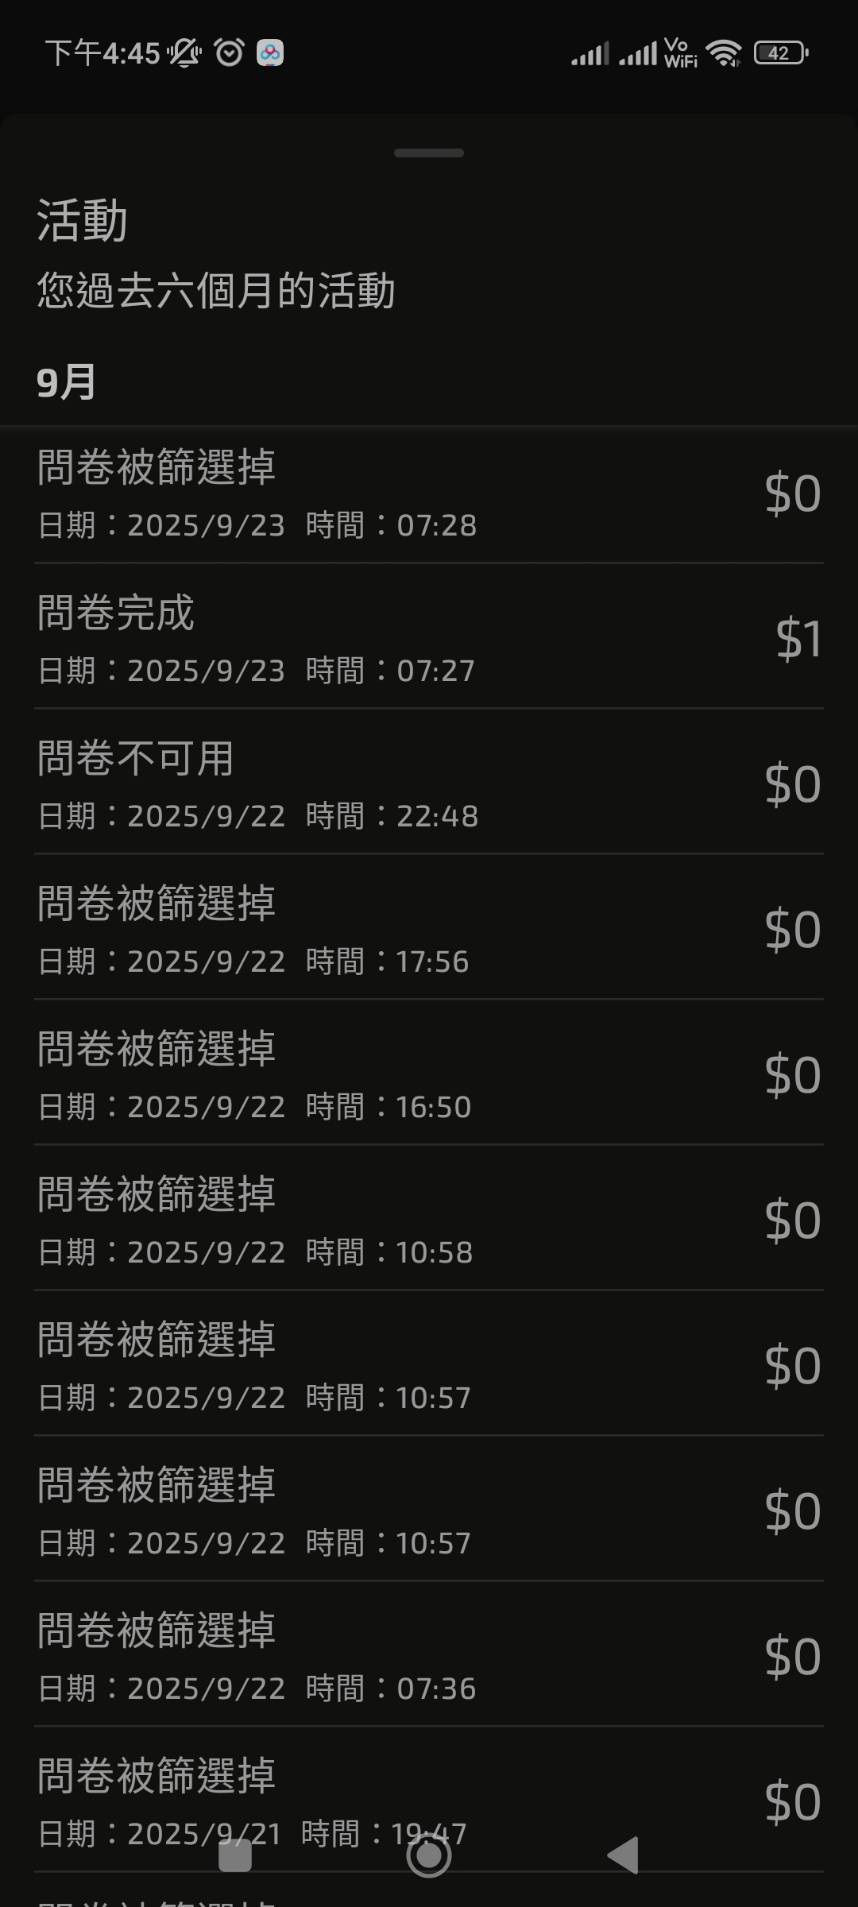 下午4:45
Vo
WiFi
42
活動
您過去六個月的活動
9月
問卷被篩選掉
$0
日期：2025/9/23 時間：07:28
問卷完成
$1
日期：2025/9/23 時間：07:27
問卷不可用
$0
日期：2025/9/22 時間：22:48
問卷被篩選掉
$0
日期：2025/9/22 時間：17:56
問卷被篩選掉
$0
日期：2025/9/22 時間：16:50
問卷被篩選掉
$0
日期：2025/9/22 時間：10:58
問卷被篩選掉
$0
日期：2025/9/22 時間：10:57
問卷被篩選掉
$0
日期：2025/9/22 時間：10:57
問卷被篩選掉
$0
日期：2025/9/22 時間：07:36
問卷被篩選掉
$0
日期：2025/9/21 時間：19:47